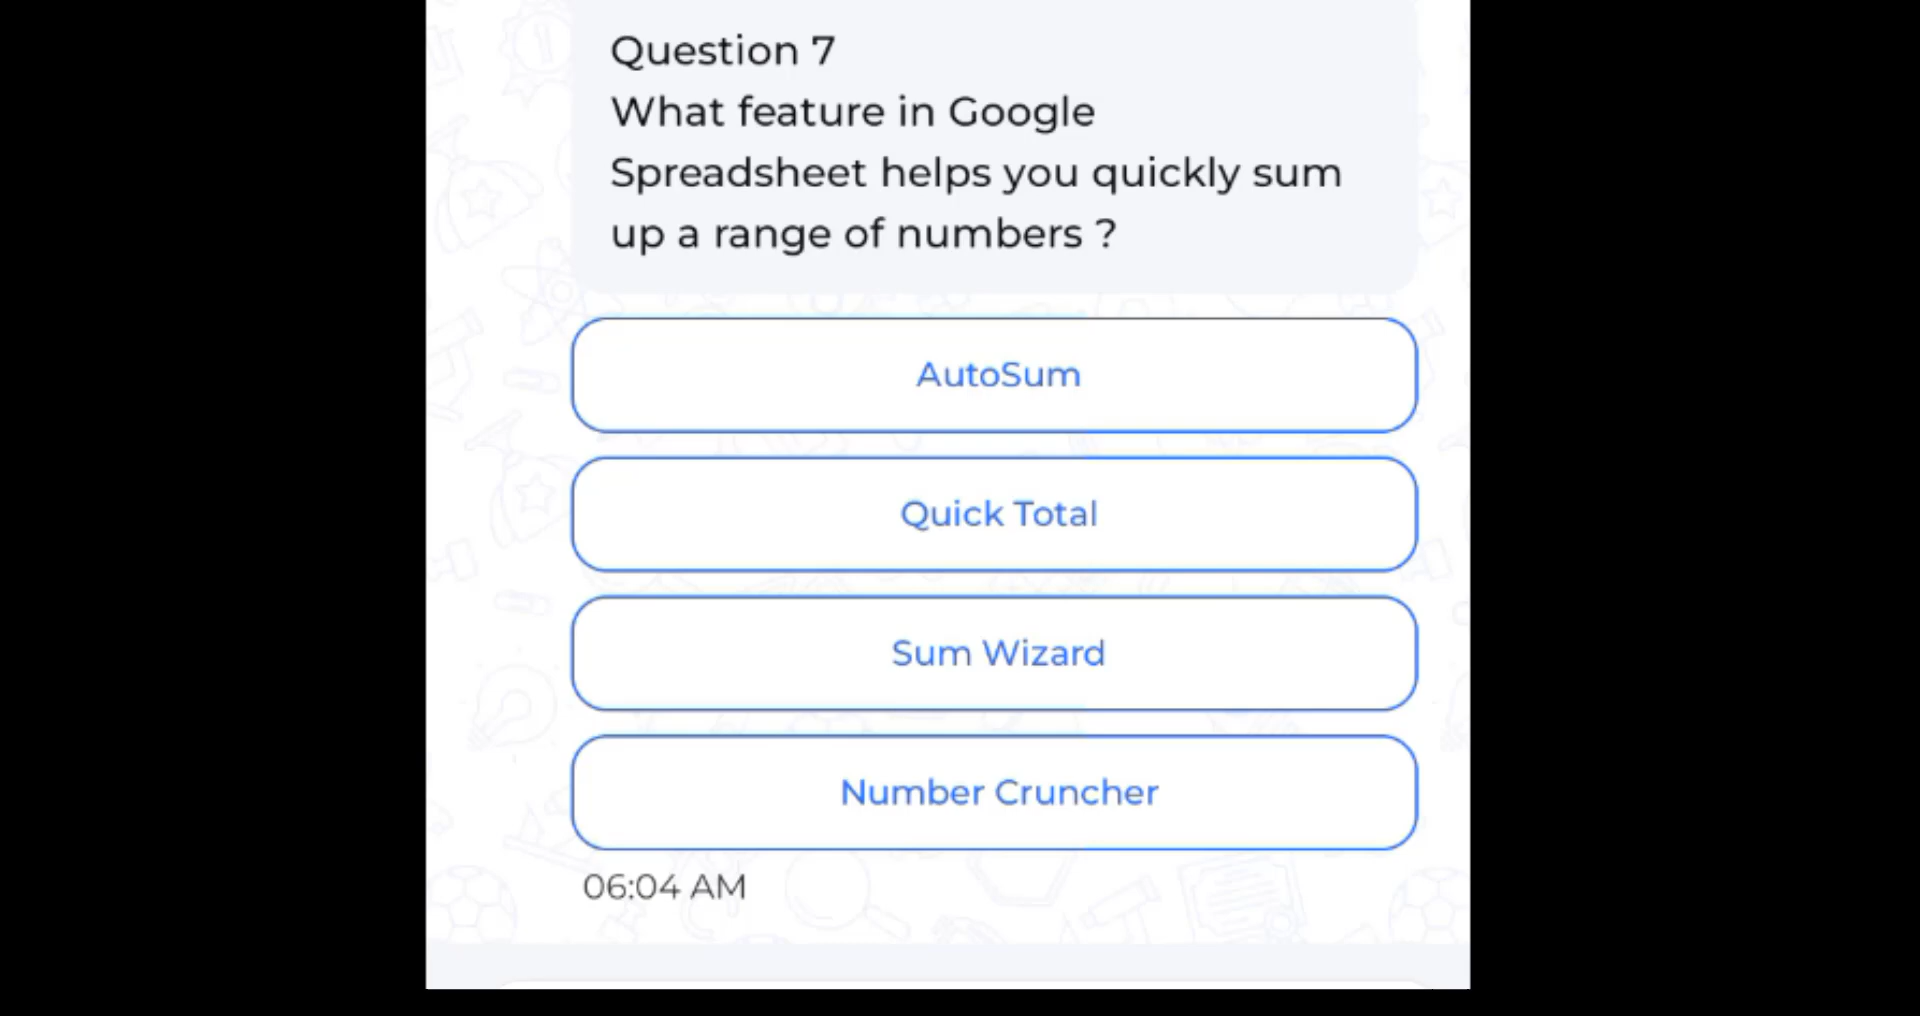 Question 7
What feature in Google
Spreadsheet helps you quickly sum
up a range of numbers ?
AutoSum
Quick Total
Sum Wizard
Number Cruncher
06:04 AM